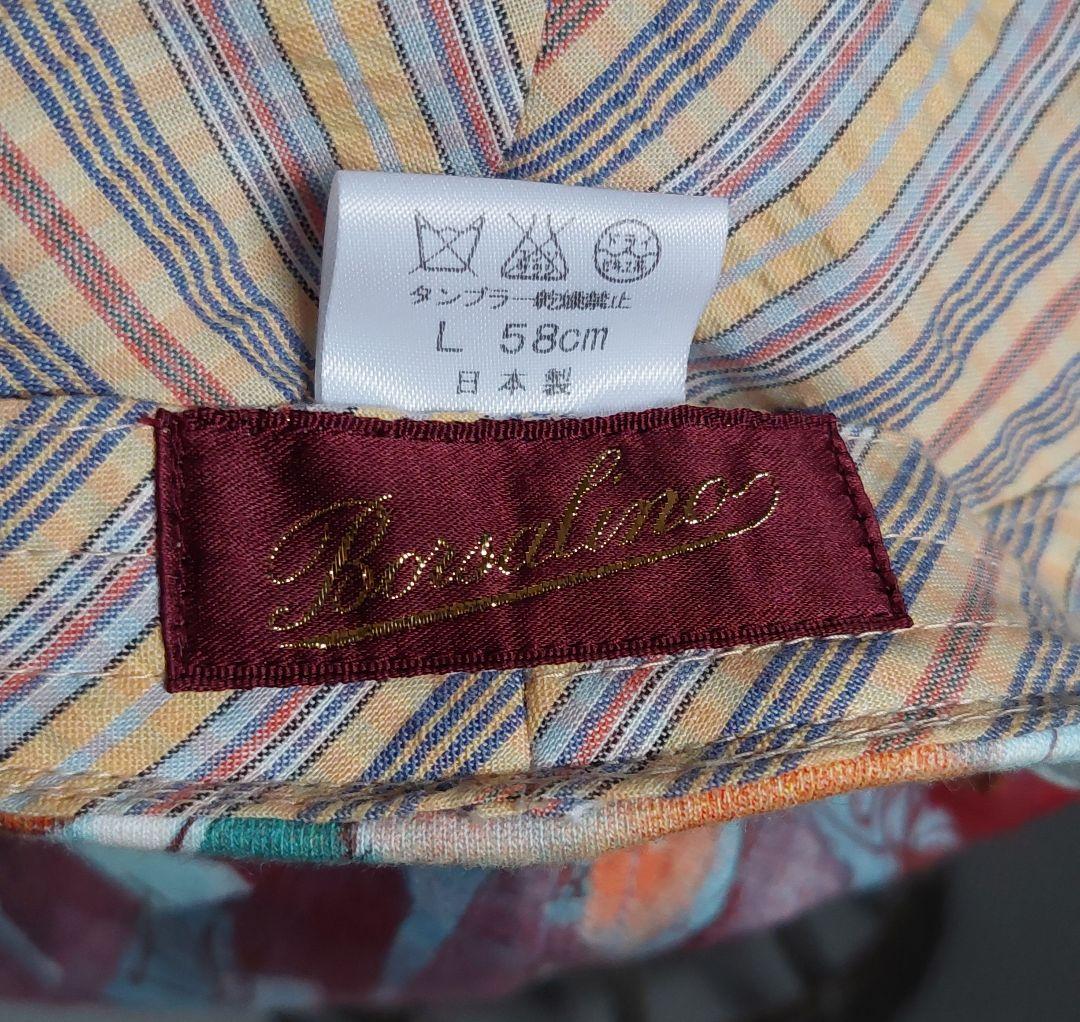 タンブラー乾燥禁止
L 58cm
日本製
Borsalino